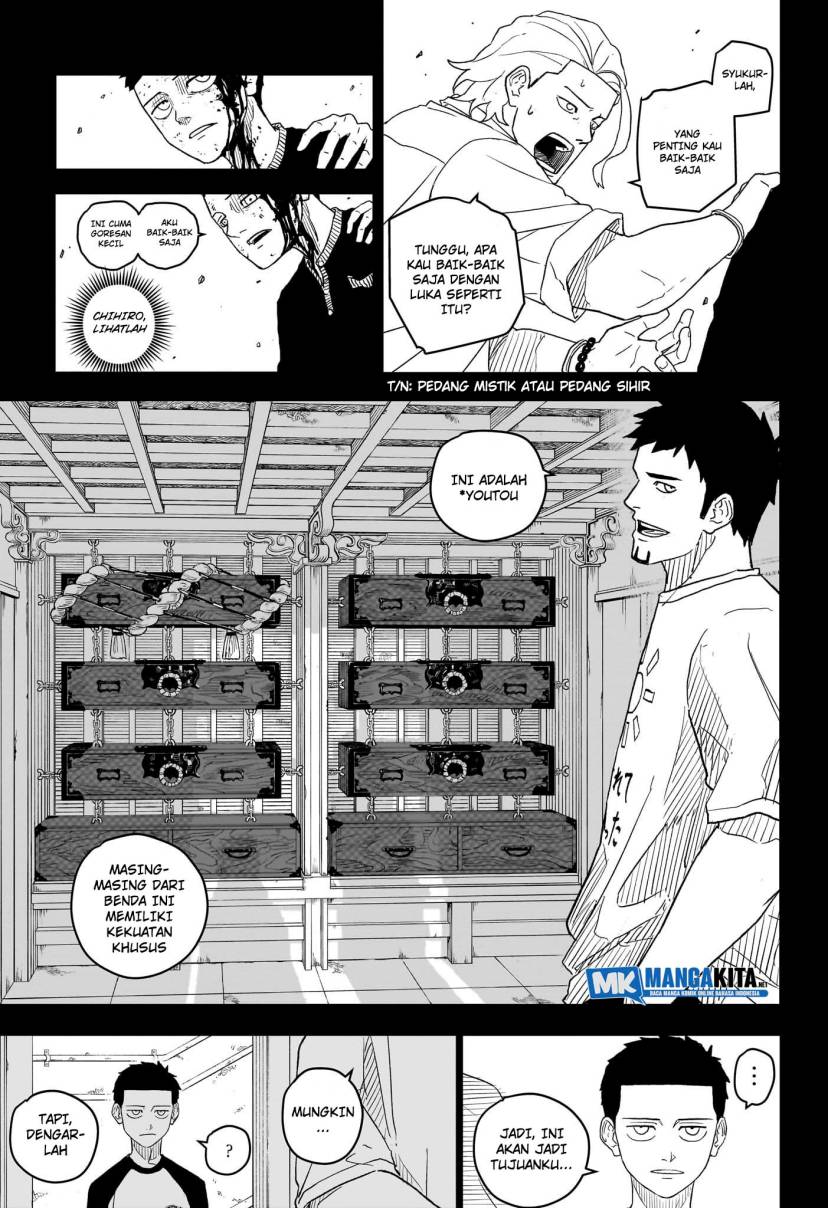 SYUKUR-
LAH,
YANG
PENTING KAU
BAIK-BAIK
SAJA
TUNGGU, APA
KAU BAIK-BAIK
SAJA DENGAN
LUKA SEPERTI
ITU?
AKU
BAIK-BAIK
SAJA
INI CUMA
GORESAN
KECIL
CHIHIRO,
LIHATLAH
T/N: PEDANG MISTIK ATAU PEDANG SIHIR
INI ADALAH
*YOUTOU
MASING-
MASING DARI
BENDA INI
MEMILIKI
KEKUATAN
KHUSUS
MK MANGAKITA.NET
BACA MANGA KOMIK ONLINE BAHASA INDONESIA
...
JADI, INI
AKAN JADI
TUJUANKU...
MUNGKIN
...
?
TAPI,
DENGAR-
LAH